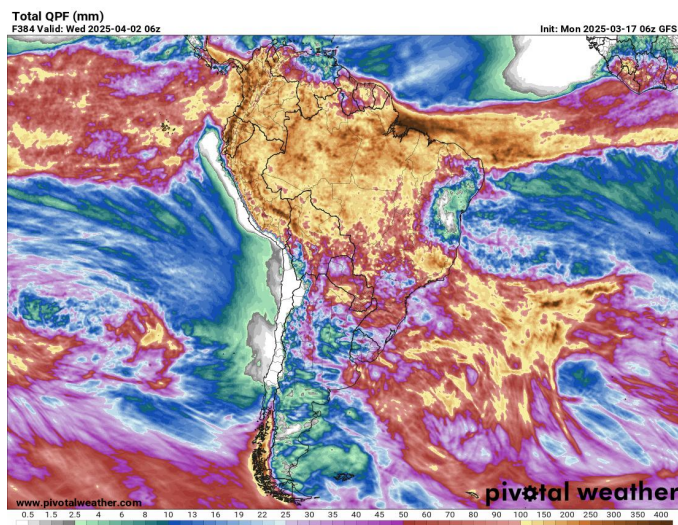 Total QPF (mm)
F384 Valid: Wed 2025-04-02 06z Init: Mon 2025-03-17 06z GFS
www.pivotalweather.com
pivotal weather
0.5 1.5 2.5 4 6 8 10 13 16 19 22 25 30 35 40 45 50 60 70 80 90 100 150 200 250 300 350 400